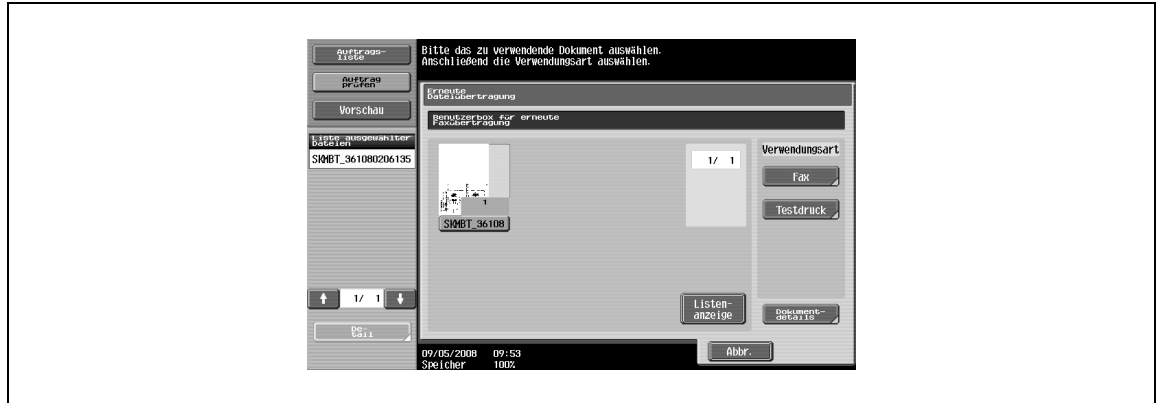 Auftrags-
liste
Auftrag
prüfen
Vorschau
Liste ausgewählter
Dateien
SKMBT_361080206135
1/ 1
De-
tail
Bitte das zu verwendende Dokument auswählen.
Anschließend die Verwendungsart auswählen.
Erneute
Dateiübertragung
Benutzerbox für erneute
Faxübertragung
1
SKMBT_36108
1/ 1
Listen-
anzeige
Verwendungsart
Fax
Testdruck
Dokument-
details
Abbr.
09/05/2008 09:53
Speicher 100%